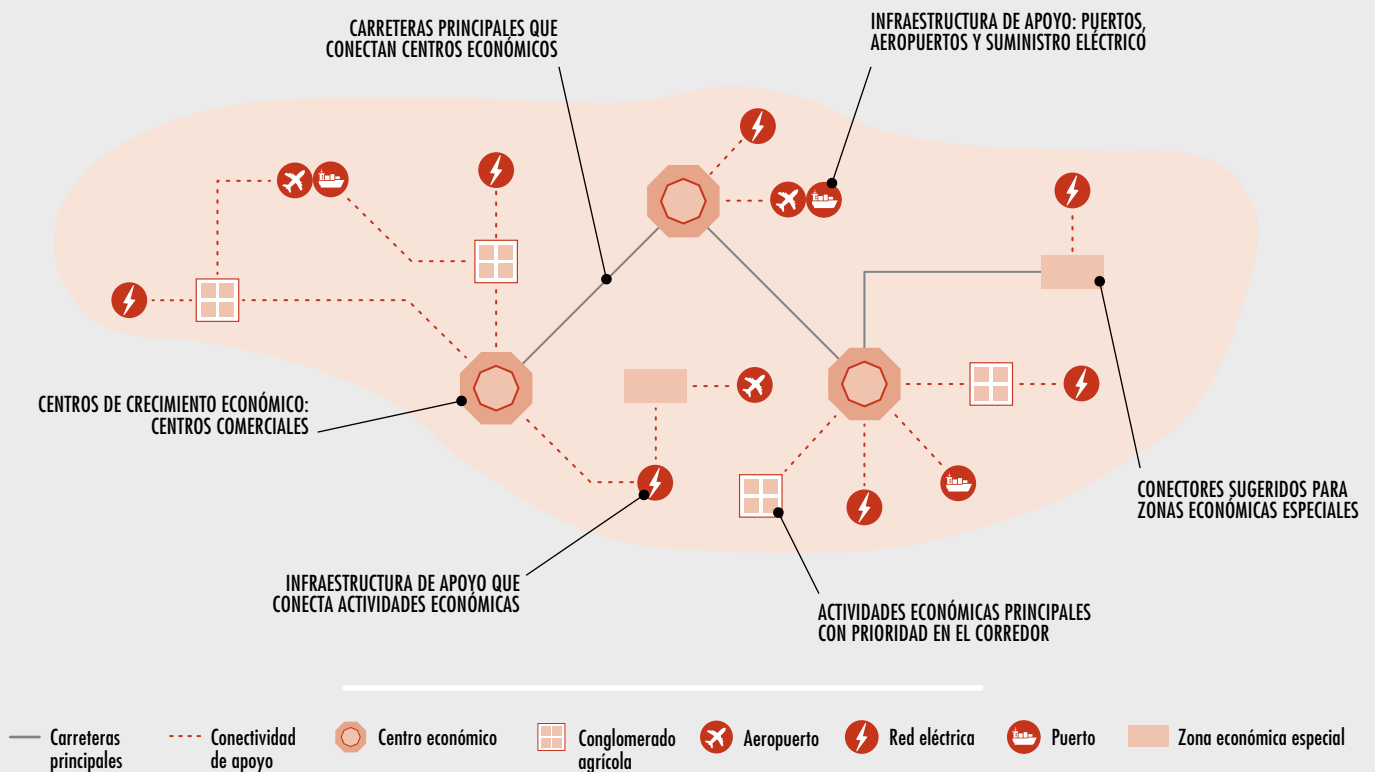 CARRETERAS PRINCIPALES QUE
CONECTAN CENTROS ECONÓMICOS
INFRAESTRUCTURA DE APOYO: PUERTOS,
AEROPUERTOS Y SUMINISTRO ELÉCTRICO
CENTROS DE CRECIMIENTO ECONÓMICO:
CENTROS COMERCIALES
CONECTORES SUGERIDOS PARA
ZONAS ECONÓMICAS ESPECIALES
INFRAESTRUCTURA DE APOYO QUE
CONECTA ACTIVIDADES ECONÓMICAS
ACTIVIDADES ECONÓMICAS PRINCIPALES
CON PRIORIDAD EN EL CORREDOR
Carreteras
principales
Conectividad
de apoyo
Centro económico
Conglomerado
agrícola
Aeropuerto
Red eléctrica
Puerto
Zona económica especial